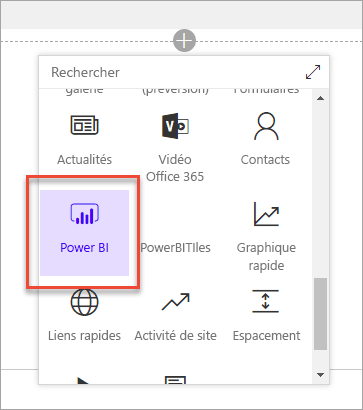 Rechercher
galerie (préversion) Formulaires
Actualités Vidéo Contacts
Office 365
Power BI PowerBITIles Graphique
rapide
Liens rapides Activité de site Espacement